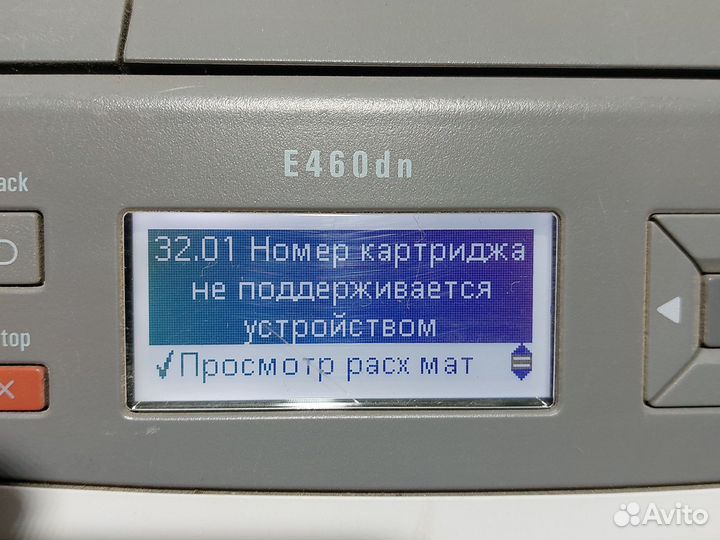 E460dn
ack
32.01 Номер картриджа
не поддерживается
устройством
✓Просмотр расх мат
top
Avito